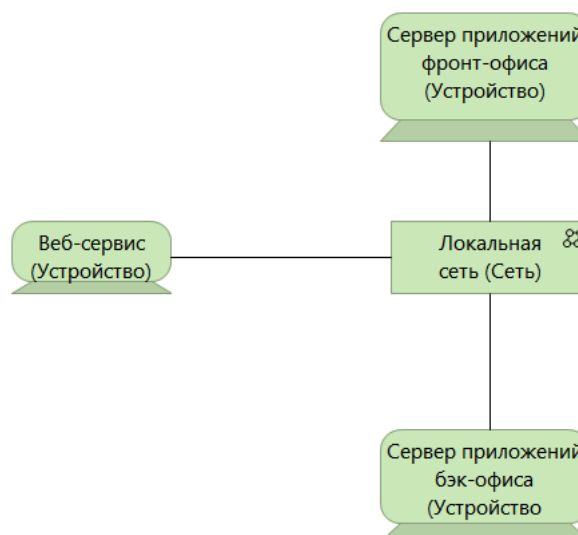 Сервер приложений
фронт-офиса
(Устройство)
Веб-сервис
(Устройство)
Локальная
сеть (Сеть)
Сервер приложений
бэк-офиса
(Устройство